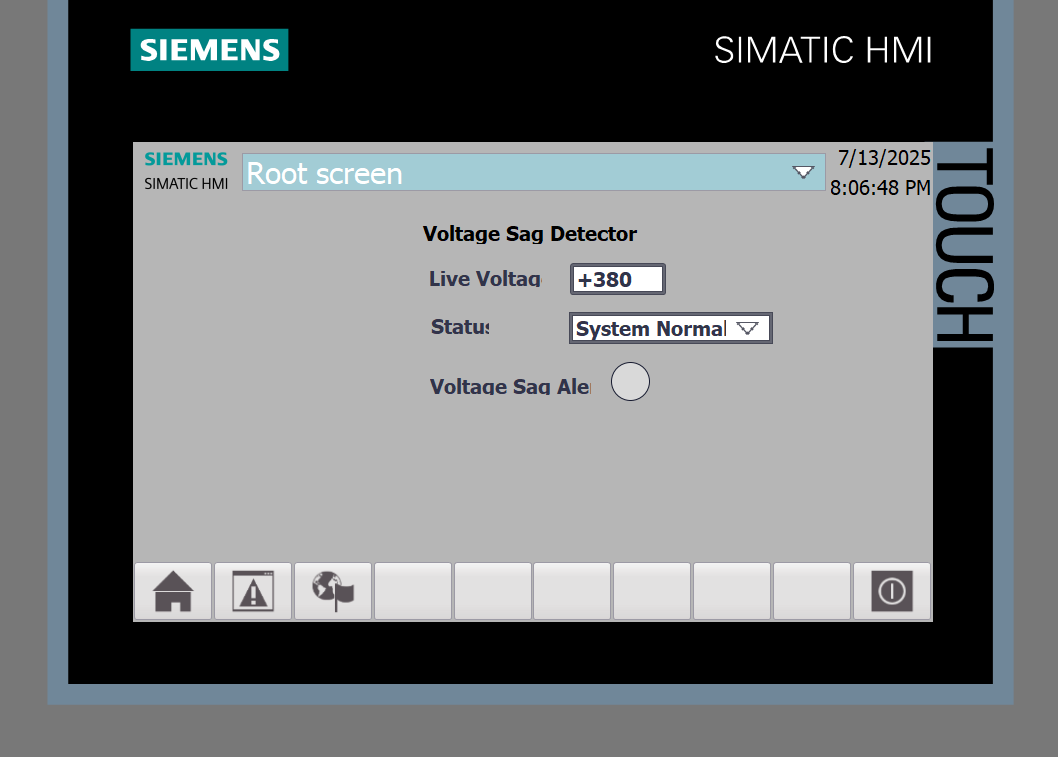 SIEMENS
SIMATIC HMI
SIEMENS
SIMATIC HMI
Root screen
7/13/2025
8:06:48 PM
TOUCH
Voltage Sag Detector
Live Voltag
+380
Status
System Normal
Voltage Sag Ale